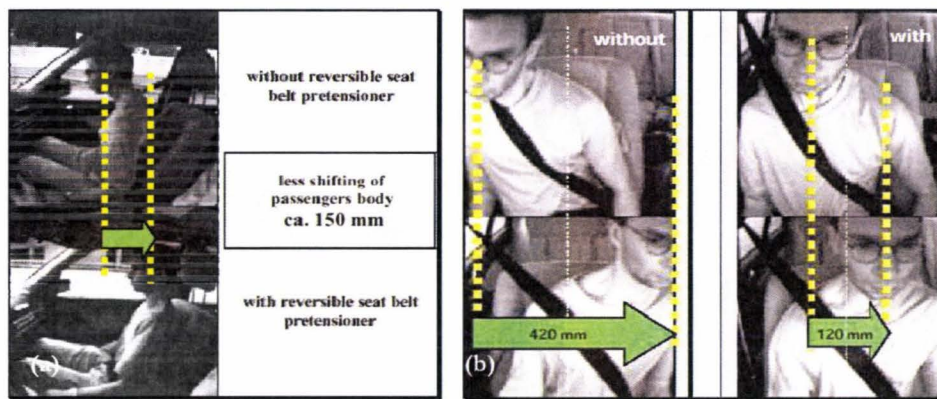 without reversible seat
belt pretensioner
less shifting of
passengers body
ca. 150 mm
with reversible seat belt
pretensioner
(a)
without
with
420 mm
120 mm
(b)